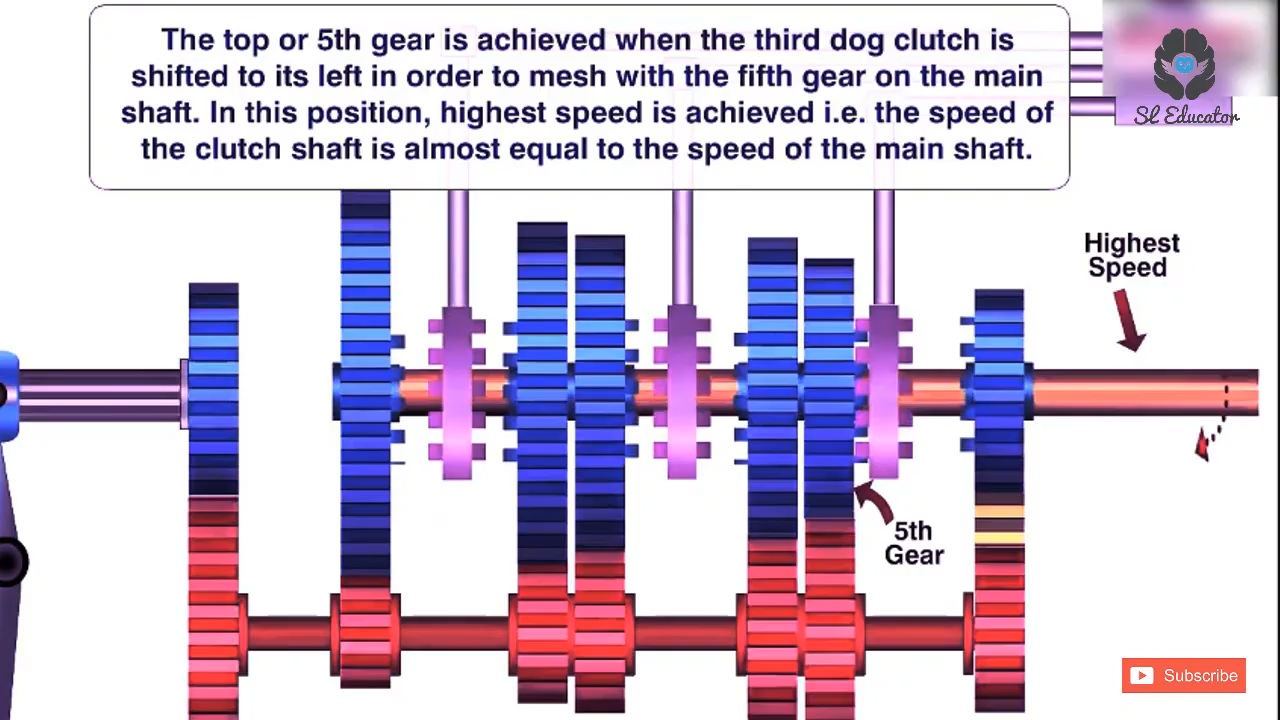 The top or 5th gear is achieved when the third dog clutch is
shifted to its left in order to mesh with the fifth gear on the main
shaft. In this position, highest speed is achieved i.e. the speed of
the clutch shaft is almost equal to the speed of the main shaft.
SL Educator
Highest
Speed
5th
Gear
Subscribe